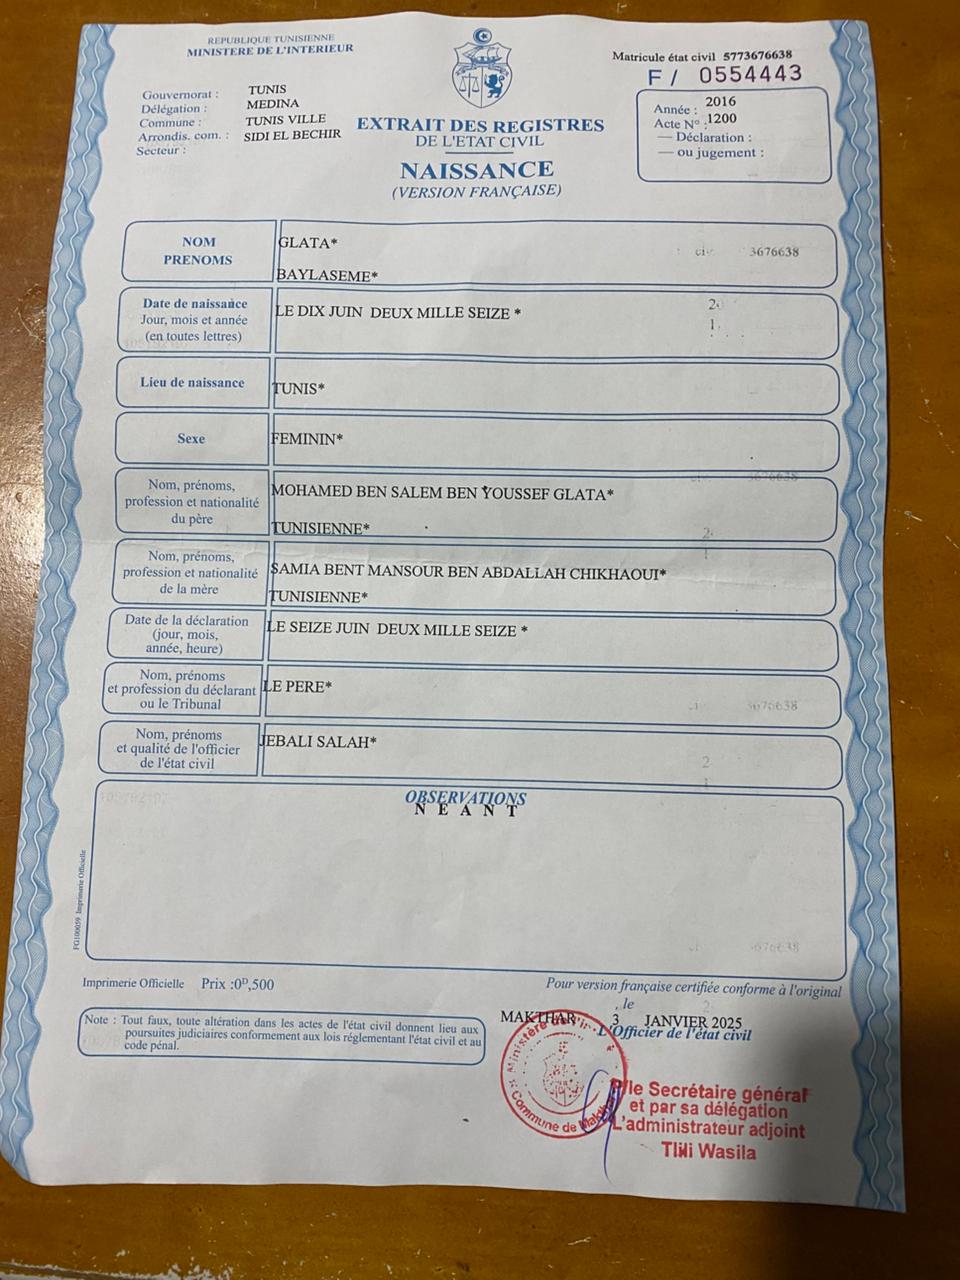 REPUBLIQUE TUNISIENNE
MINISTERE DE L'INTERIEUR
Gouvernorat : TUNIS
Délégation : MEDINA
Commune : TUNIS VILLE
Arrondis. com. : SIDI EL BECHIR
Secteur :
EXTRAIT DES REGISTRES
DE L'ETAT CIVIL
NAISSANCE
(VERSION FRANÇAISE)
Matricule état civil 5773676638
F / 0554443
Année : 2016
Acte N° : 1200
— Déclaration :
— ou jugement :
NOM
PRENOMS
GLATA*
BAYLASEME*
3676638
Date de naissance
Jour, mois et année
(en toutes lettres)
LE DIX JUIN DEUX MILLE SEIZE *
Lieu de naissance
TUNIS*
Sexe
FEMININ*
Nom, prénoms,
profession et nationalité
du père
MOHAMED BEN SALEM BEN YOUSSEF GLATA*
TUNISIENNE*
3676638
Nom, prénoms,
profession et nationalité
de la mère
SAMIA BENT MANSOUR BEN ABDALLAH CHIKHAOUI*
TUNISIENNE*
Date de la déclaration
(jour, mois,
année, heure)
LE SEIZE JUIN DEUX MILLE SEIZE *
Nom, prénoms
et profession du déclarant
ou le Tribunal
LE PERE*
3676638
Nom, prénoms
et qualité de l'officier
de l'état civil
JEBALI SALAH*
OBSERVATIONS
N E A N T
FG100059 Imprimerie Officielle
Imprimerie Officielle Prix :0ᴰ,500
Note : Tout faux, toute altération dans les actes de l'état civil donnent lieu aux
poursuites judiciaires conformement aux lois réglementant l'état civil et au
code pénal.
Pour version française certifiée conforme à l'original
, le
MAKTHAR 3 JANVIER 2025
L'Officier de l'état civil
Commune de Makthar
P/le Secrétaire général
et par sa délégation
L'administrateur adjoint
Tlili Wasila